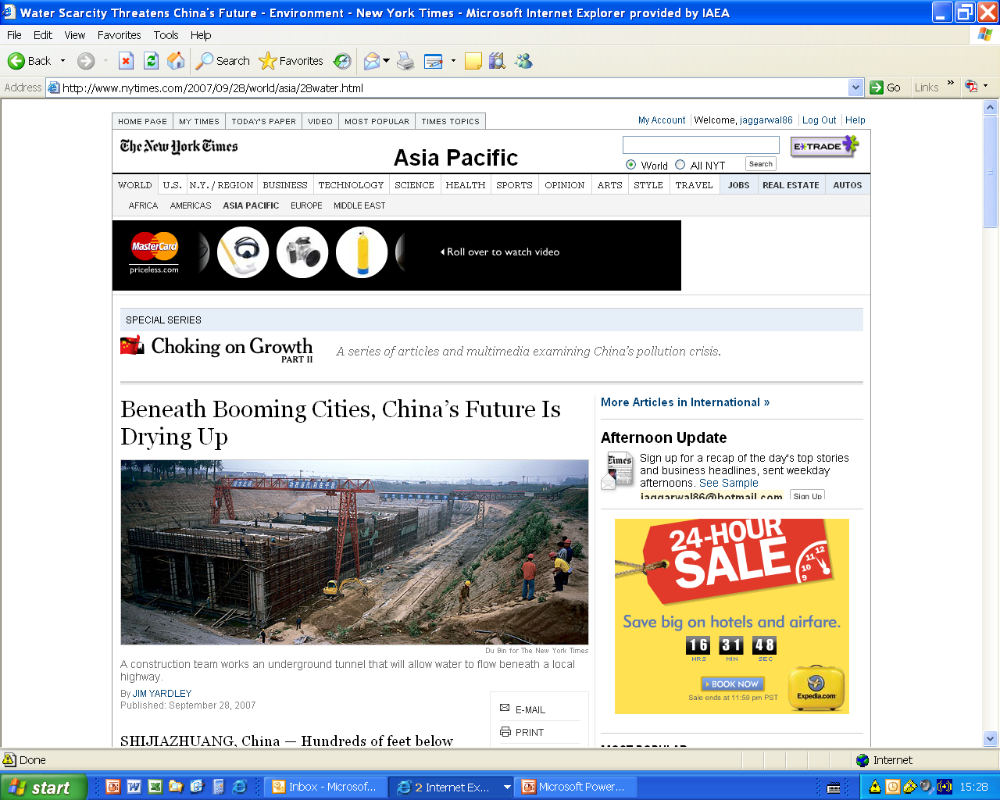 Water Scarcity Threatens China's Future - Environment - New York Times - Microsoft Internet Explorer provided by IAEA
File Edit View Favorites Tools Help
Back Search Favorites
Address http://www.nytimes.com/2007/09/28/world/asia/28water.html Go Links »
HOME PAGE MY TIMES TODAY'S PAPER VIDEO MOST POPULAR TIMES TOPICS
My Account Welcome, jaggarwal86 Log Out Help
The New York Times
Asia Pacific
World All NYT Search
E*TRADE
WORLD U.S. N.Y. / REGION BUSINESS TECHNOLOGY SCIENCE HEALTH SPORTS OPINION ARTS STYLE TRAVEL JOBS REAL ESTATE AUTOS
AFRICA AMERICAS ASIA PACIFIC EUROPE MIDDLE EAST
MasterCard
priceless.com
Roll over to watch video
SPECIAL SERIES
Choking on Growth
PART II
A series of articles and multimedia examining China's pollution crisis.
Beneath Booming Cities, China's Future Is
Drying Up
Du Bin for The New York Times
A construction team works an underground tunnel that will allow water to flow beneath a local
highway.
By JIM YARDLEY
Published: September 28, 2007
E-MAIL
PRINT
SHIJIAZHUANG, China — Hundreds of feet below
More Articles in International »
Afternoon Update
Times
Sign up for a recap of the day's top stories
and business headlines, sent weekday
afternoons. See Sample
jaggarwal86@hotmail.com Sign Up
24-HOUR
SALE
12
11
10
9
Save big on hotels and airfare.
16 31 48
HRS MIN SEC
BOOK NOW
Sale ends at 11:59 pm PST
Expedia.com
MOST POPULAR
Done Internet
start Inbox - Microsof... 2 Internet Ex... Microsoft Power... 15:28